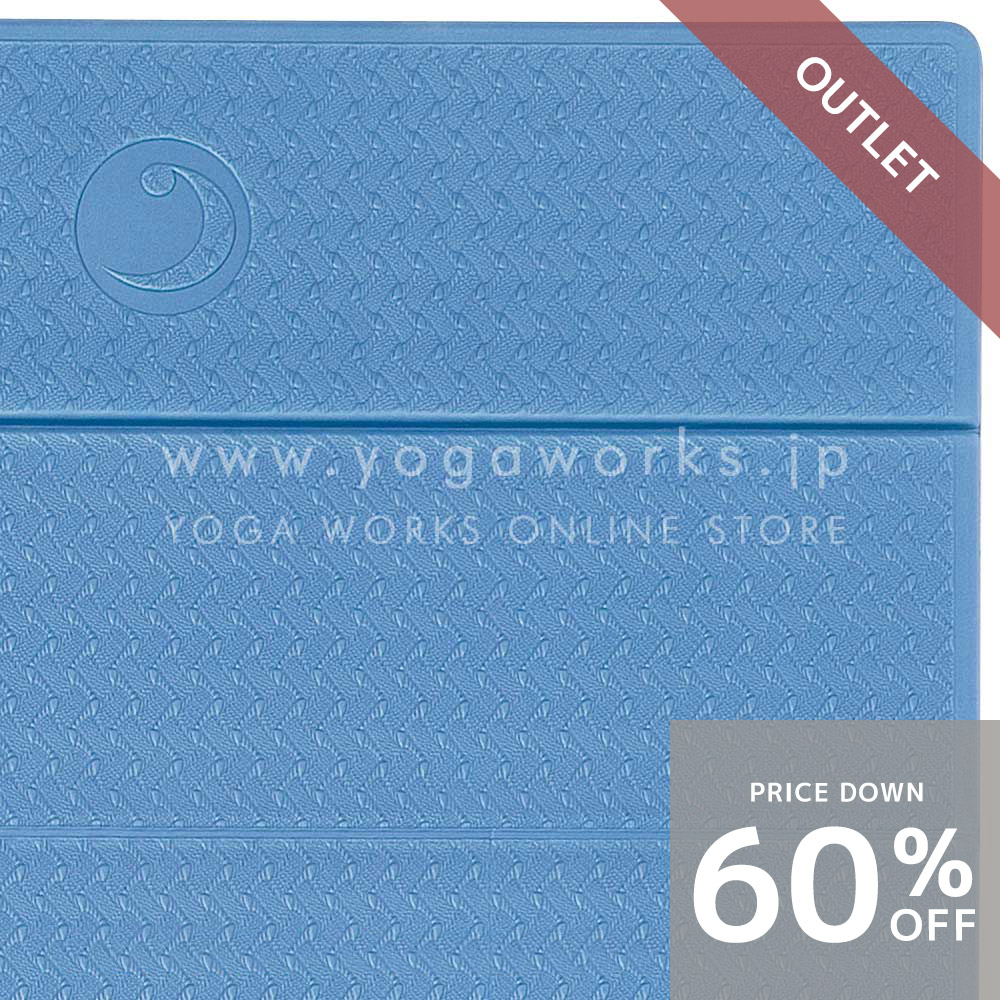 OUTLET
www.yogaworks.jp
YOGA WORKS ONLINE STORE
PRICE DOWN
60%
OFF